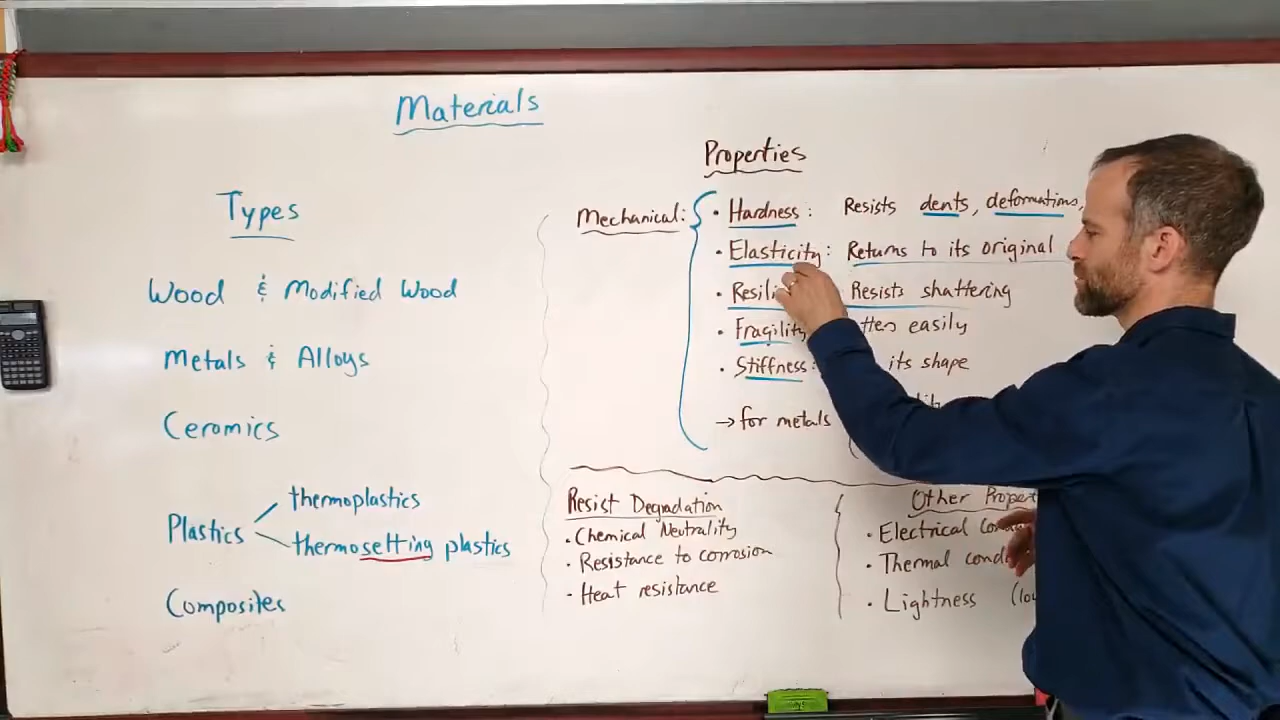 Materials
Types
Wood & Modified Wood
Metals & Alloys
Ceramics
Plastics
thermoplastics
thermosetting plastics
Composites
Properties
Mechanical:
• Hardness: Resists dents, deformations,
• Elasticity: Returns to its original
• Resists shattering
• Fragility easily
• Stiffness: its shape
→ for metals
Resist Degradation
• Chemical Neutrality
• Resistance to corrosion
• Heat resistance
Other
• Electrical
• Thermal
• Lightness